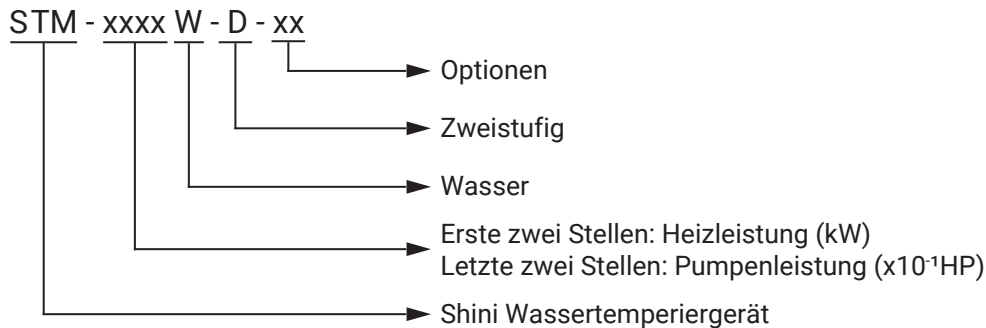 STM - xxxx W - D - xx
Optionen
Zweistufig
Wasser
Erste zwei Stellen: Heizleistung (kW)
Letzte zwei Stellen: Pumpenleistung (x10⁻¹HP)
Shini Wassertemperiergerät